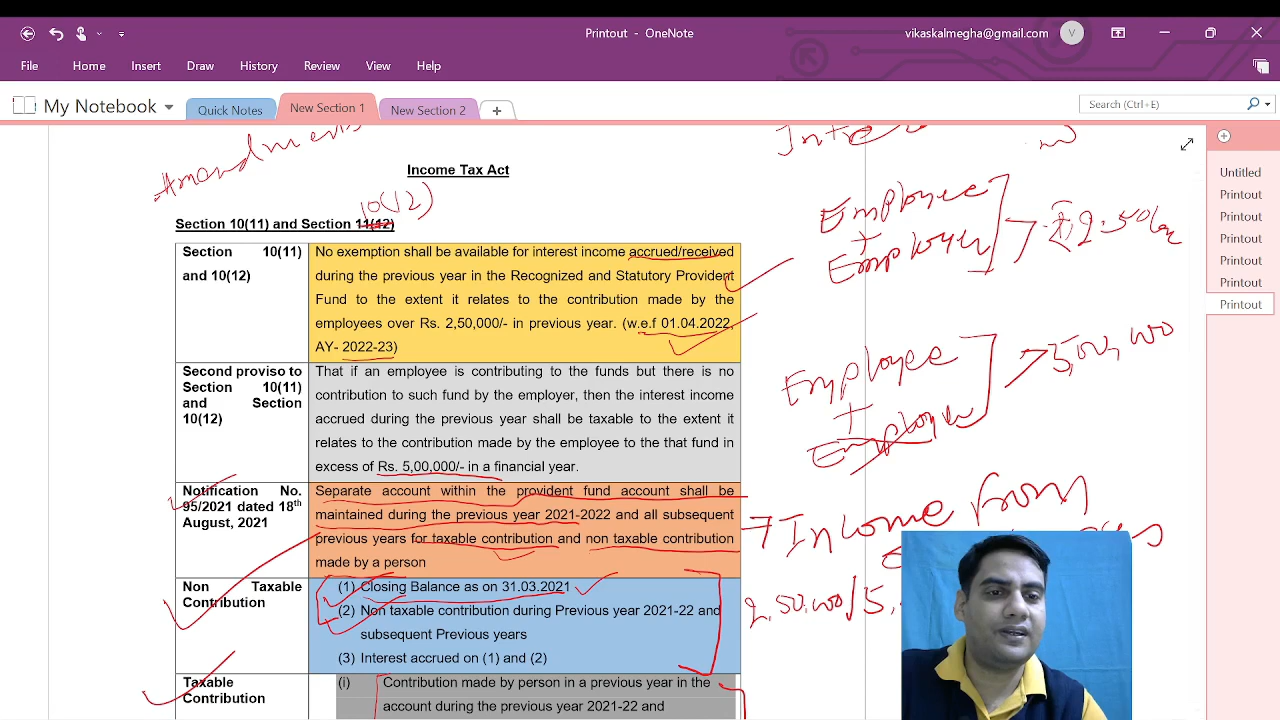 Printout - OneNote
vikaskalmegha@gmail.com
V
File Home Insert Draw History Review View Help
My Notebook
Quick Notes
New Section 1
New Section 2
Search (Ctrl+E)
Amendments
Income Tax Act
10(12)
Section 10(11) and Section 11(12)
Section 10(11) and 10(12)
No exemption shall be available for interest income accrued/received
during the previous year in the Recognized and Statutory Provident
Fund to the extent it relates to the contribution made by the
employees over Rs. 2,50,000/- in previous year. (w.e.f 01.04.2022,
AY- 2022-23)
Second proviso to
Section 10(11)
and Section
10(12)
That if an employee is contributing to the funds but there is no
contribution to such fund by the employer, then the interest income
accrued during the previous year shall be taxable to the extent it
relates to the contribution made by the employee to the that fund in
excess of Rs. 5,00,000/- in a financial year.
Notification No.
95/2021 dated 18th
August, 2021
Separate account within the provident fund account shall be
maintained during the previous year 2021-2022 and all subsequent
previous years for taxable contribution and non taxable contribution
made by a person
Non Taxable
Contribution
(1) Closing Balance as on 31.03.2021
(2) Non taxable contribution during Previous year 2021-22 and
subsequent Previous years
(3) Interest accrued on (1) and (2)
Taxable
Contribution
(i) Contribution made by person in a previous year in the
account during the previous year 2021-22 and
Employee
+
Employer
Employee
+
Employer
Income from
Untitled
Printout
Printout
Printout
Printout
Printout
Printout